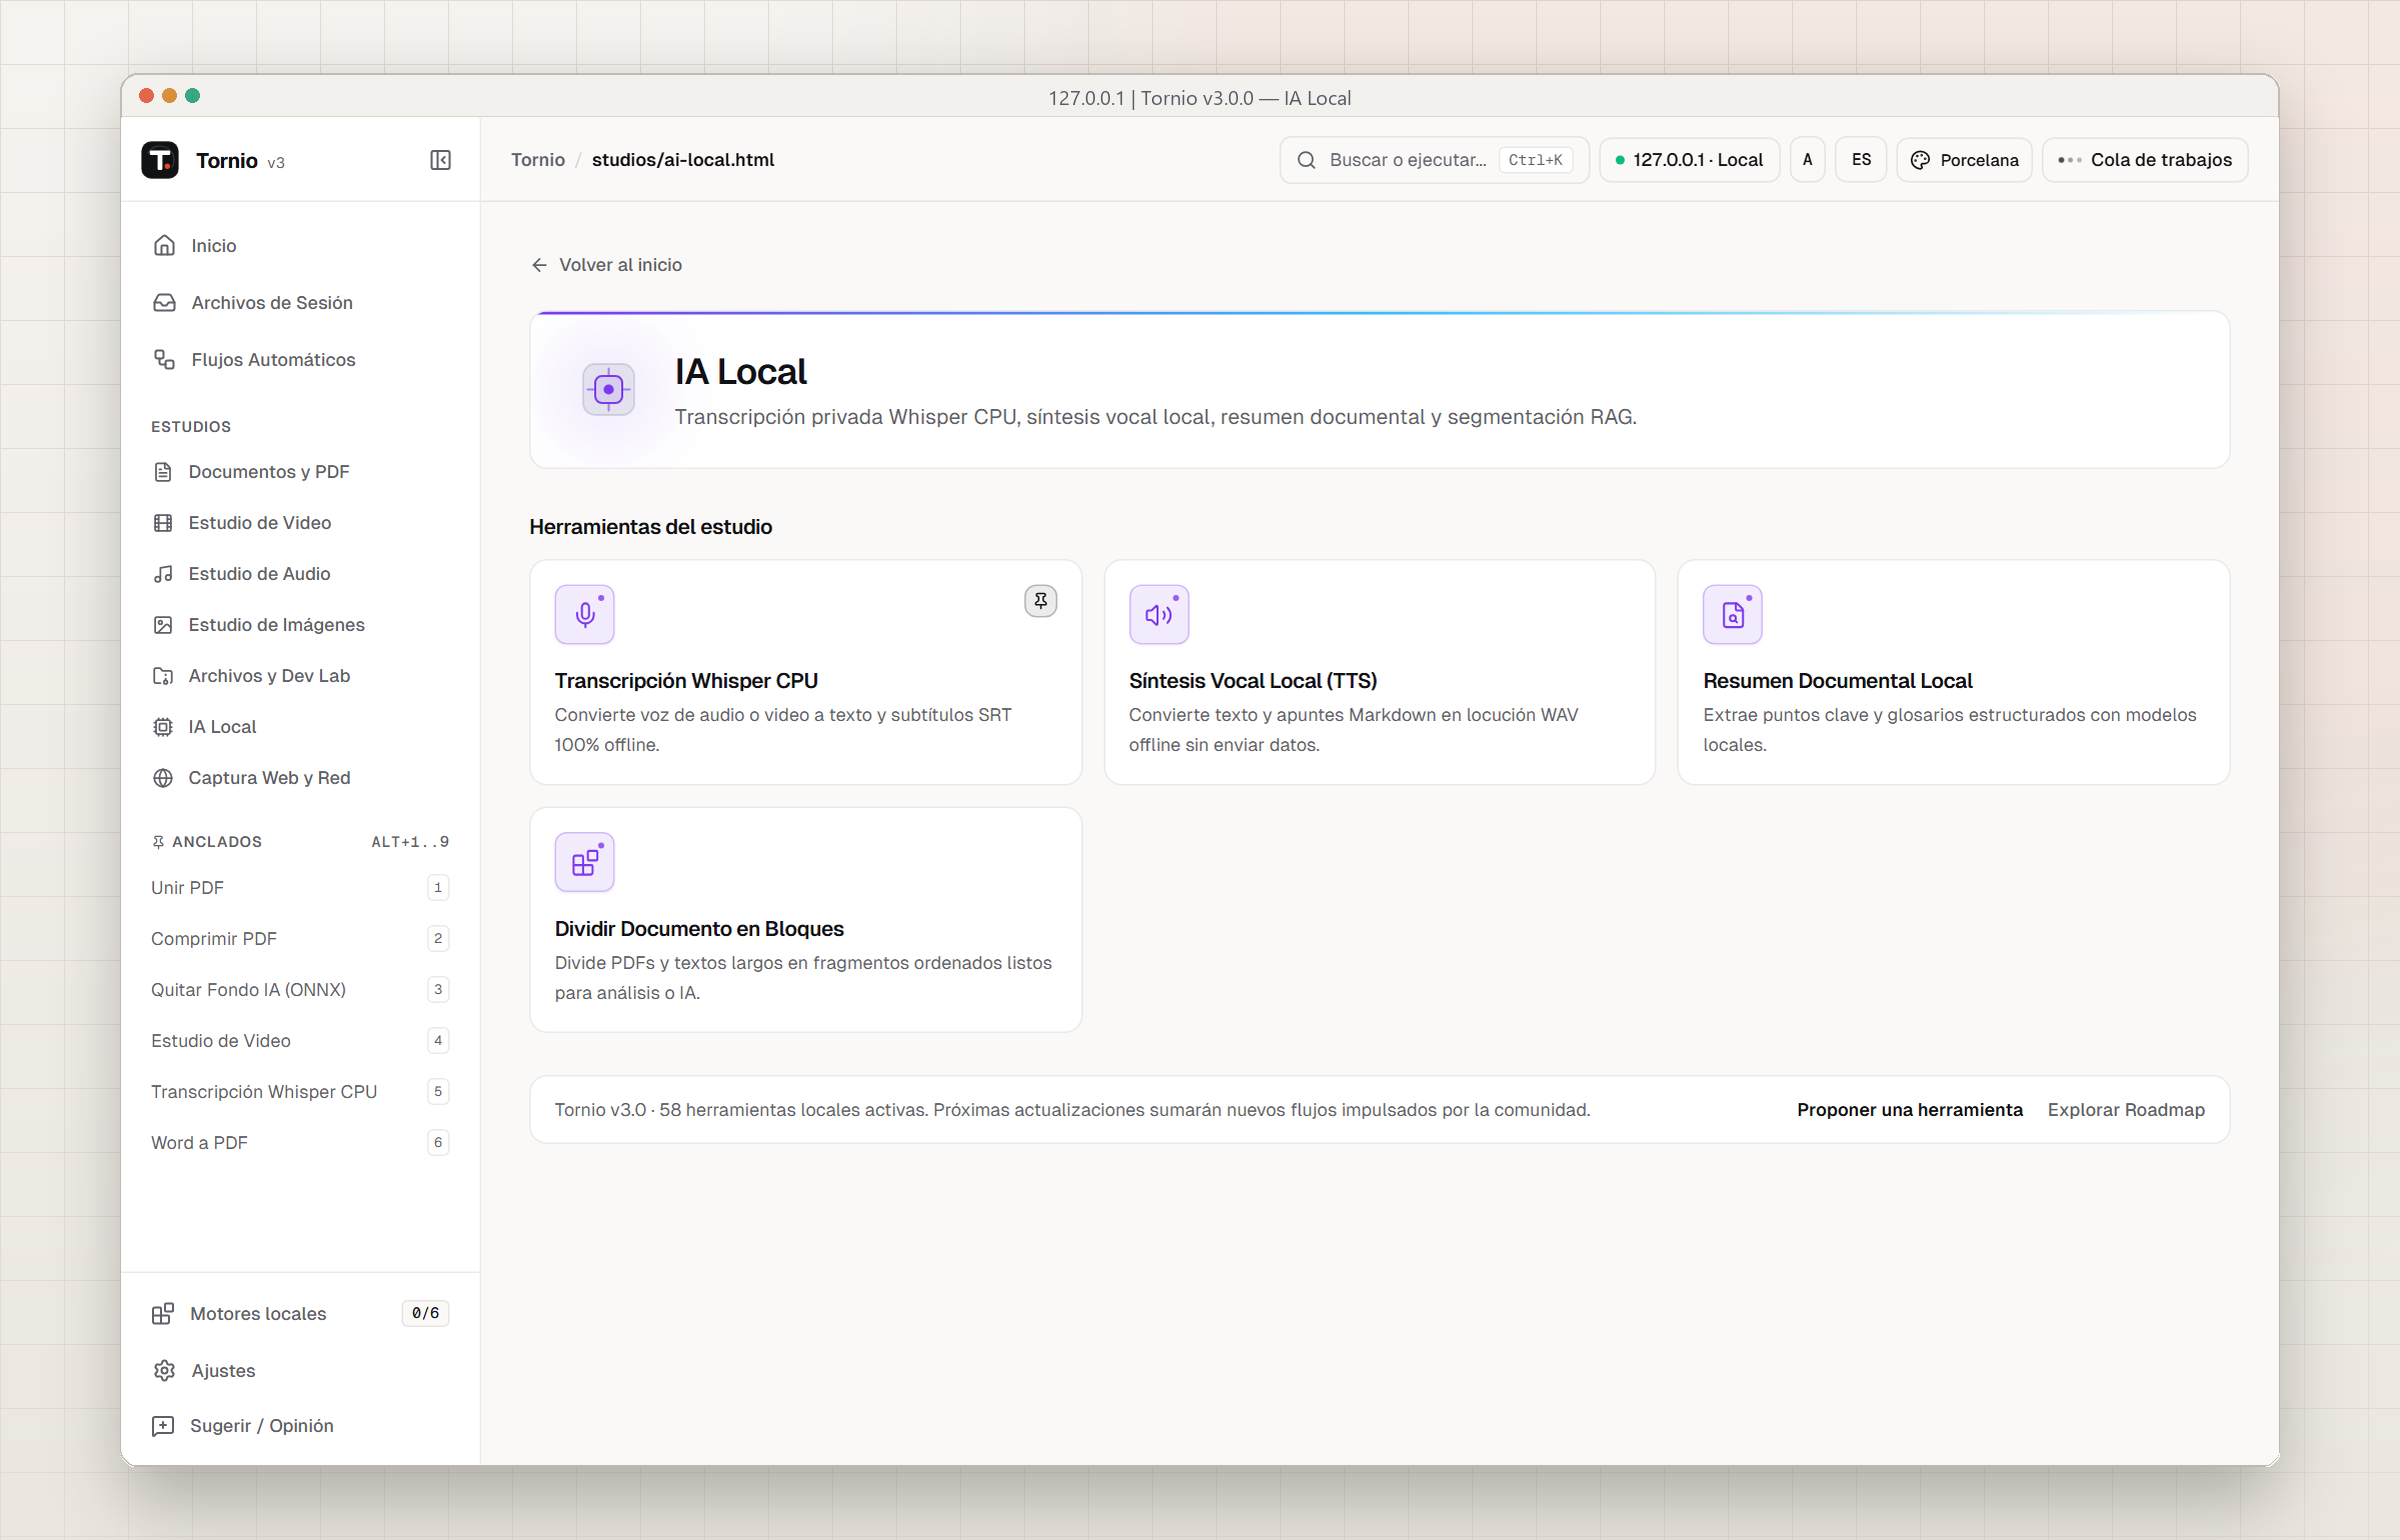 127.0.0.1 | Tornio v3.0.0 — IA Local
Tornio v3
Tornio / studios/ai-local.html
Buscar o ejecutar... Ctrl+K
127.0.0.1 · Local
A
ES
Porcelana
Cola de trabajos
Inicio
Archivos de Sesión
Flujos Automáticos
ESTUDIOS
Documentos y PDF
Estudio de Video
Estudio de Audio
Estudio de Imágenes
Archivos y Dev Lab
IA Local
Captura Web y Red
ANCLADOS ALT+1..9
Unir PDF 1
Comprimir PDF 2
Quitar Fondo IA (ONNX) 3
Estudio de Video 4
Transcripción Whisper CPU 5
Word a PDF 6
Motores locales 0/6
Ajustes
Sugerir / Opinión
Volver al inicio
IA Local
Transcripción privada Whisper CPU, síntesis vocal local, resumen documental y segmentación RAG.
Herramientas del estudio
Transcripción Whisper CPU
Convierte voz de audio o video a texto y subtítulos SRT
100% offline.
Síntesis Vocal Local (TTS)
Convierte texto y apuntes Markdown en locución WAV
offline sin enviar datos.
Resumen Documental Local
Extrae puntos clave y glosarios estructurados con modelos
locales.
Dividir Documento en Bloques
Divide PDFs y textos largos en fragmentos ordenados listos
para análisis o IA.
Tornio v3.0 · 58 herramientas locales activas. Próximas actualizaciones sumarán nuevos flujos impulsados por la comunidad.
Proponer una herramienta
Explorar Roadmap